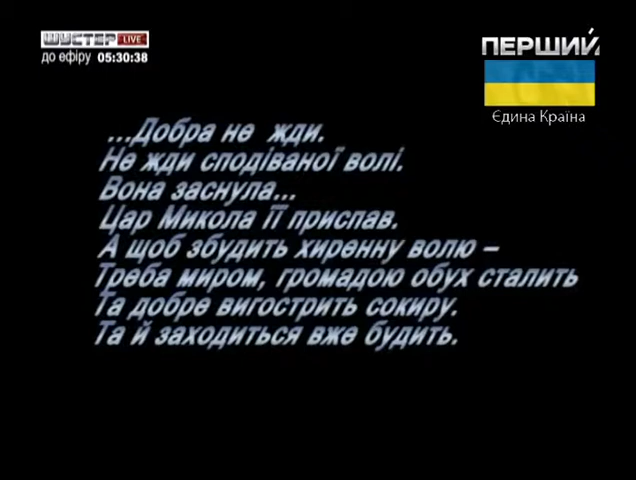 ШУСТЕР LIVE
до ефіру 05:30:38
ПЕРШИЙ
Єдина Країна
...Добра не жди.
Не жди сподіваної волі.
Вона заснула...
Цар Микола її приспав.
А щоб збудить хиренну волю –
Треба миром, громадою обух сталить
Та добре вигострить сокиру.
Та й заходиться вже будить.